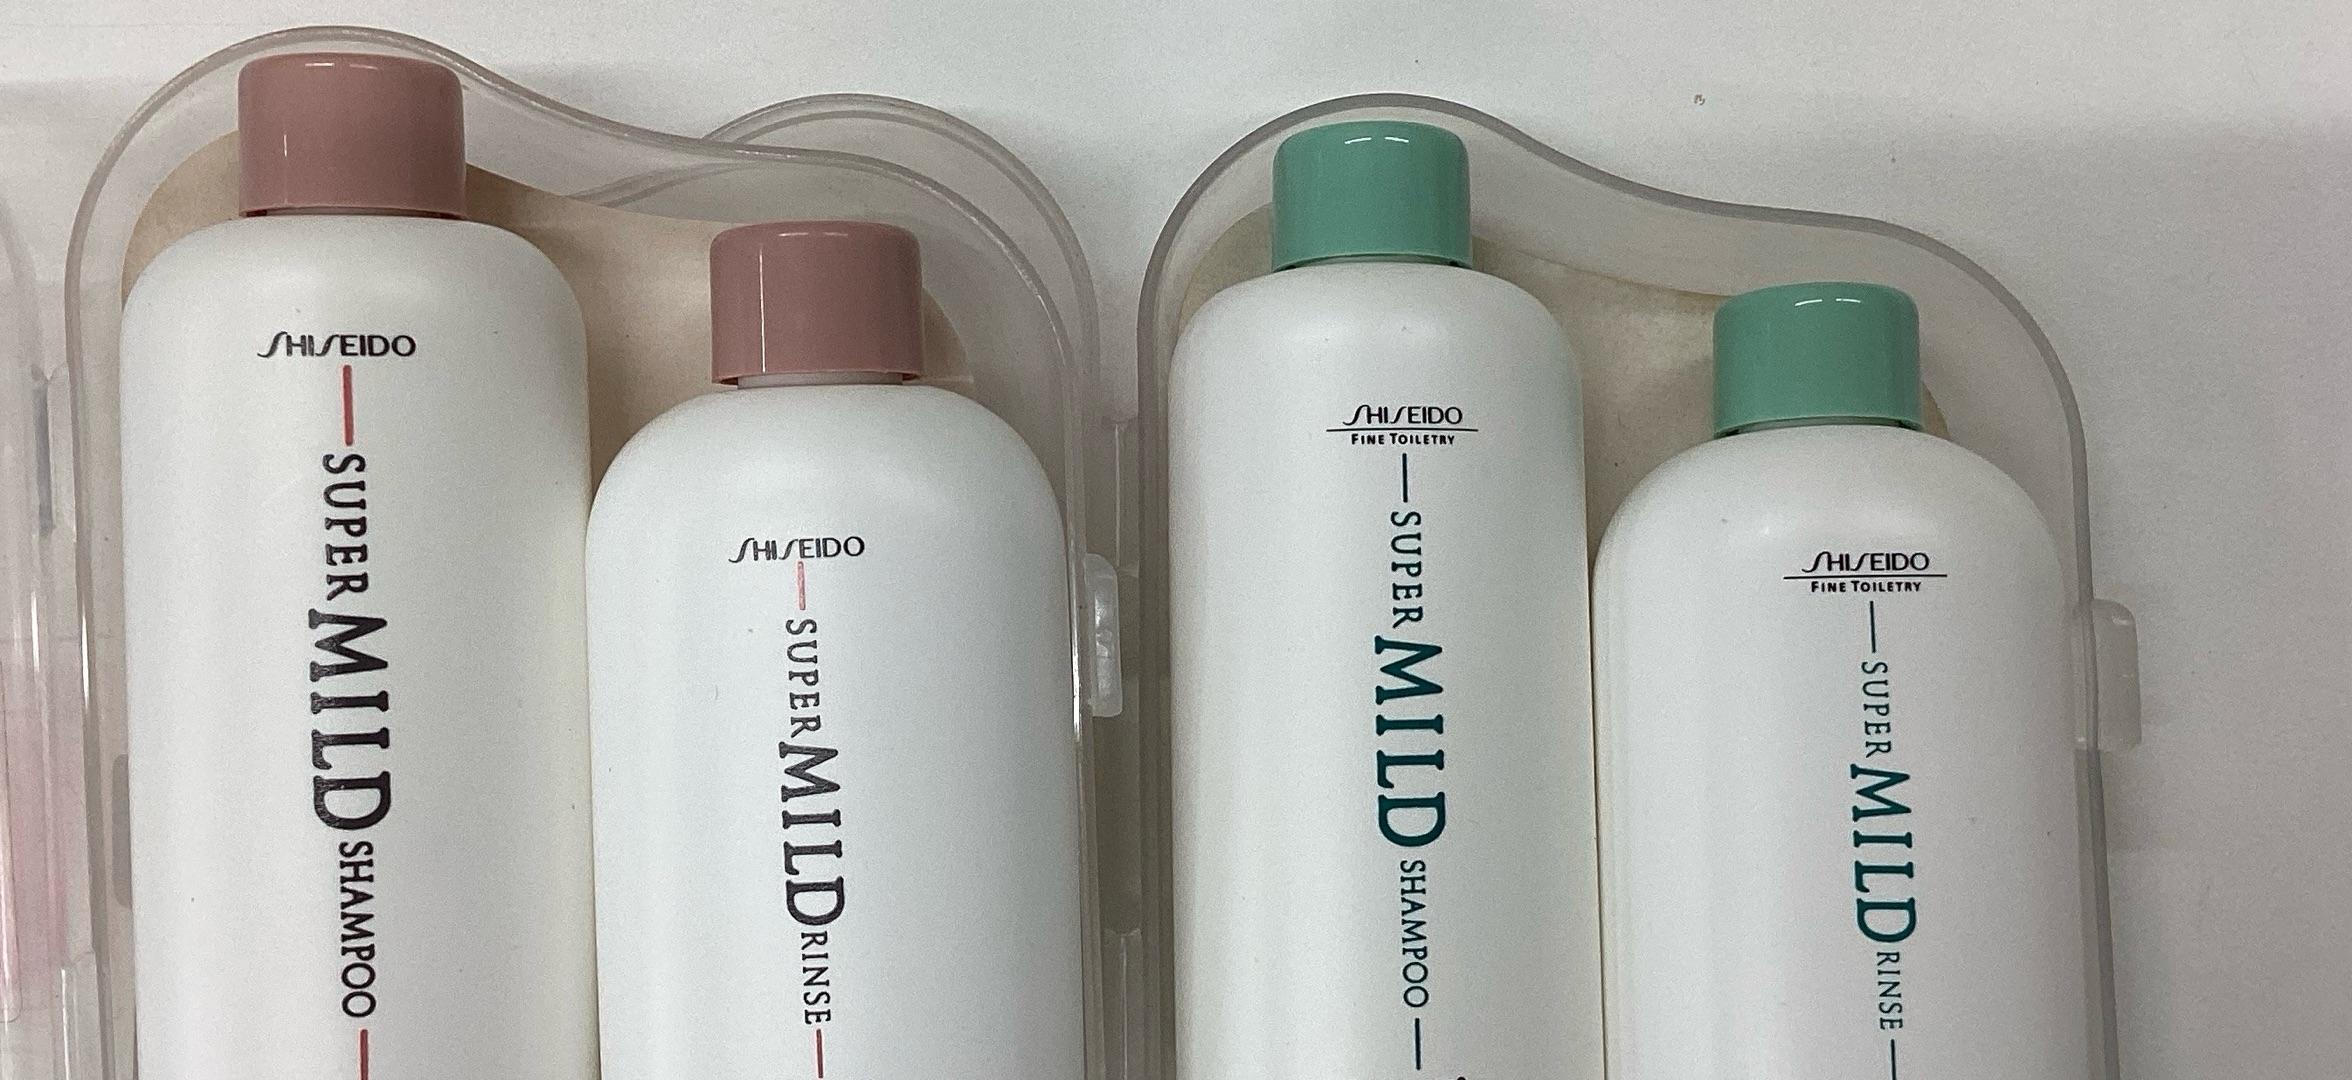 SHISEIDO
SUPER MILD SHAMPOO
SHISEIDO
SUPER MILD RINSE
SHISEIDO
FINE TOILETRY
SUPER MILD SHAMPOO
SHISEIDO
FINE TOILETRY
SUPER MILD RINSE